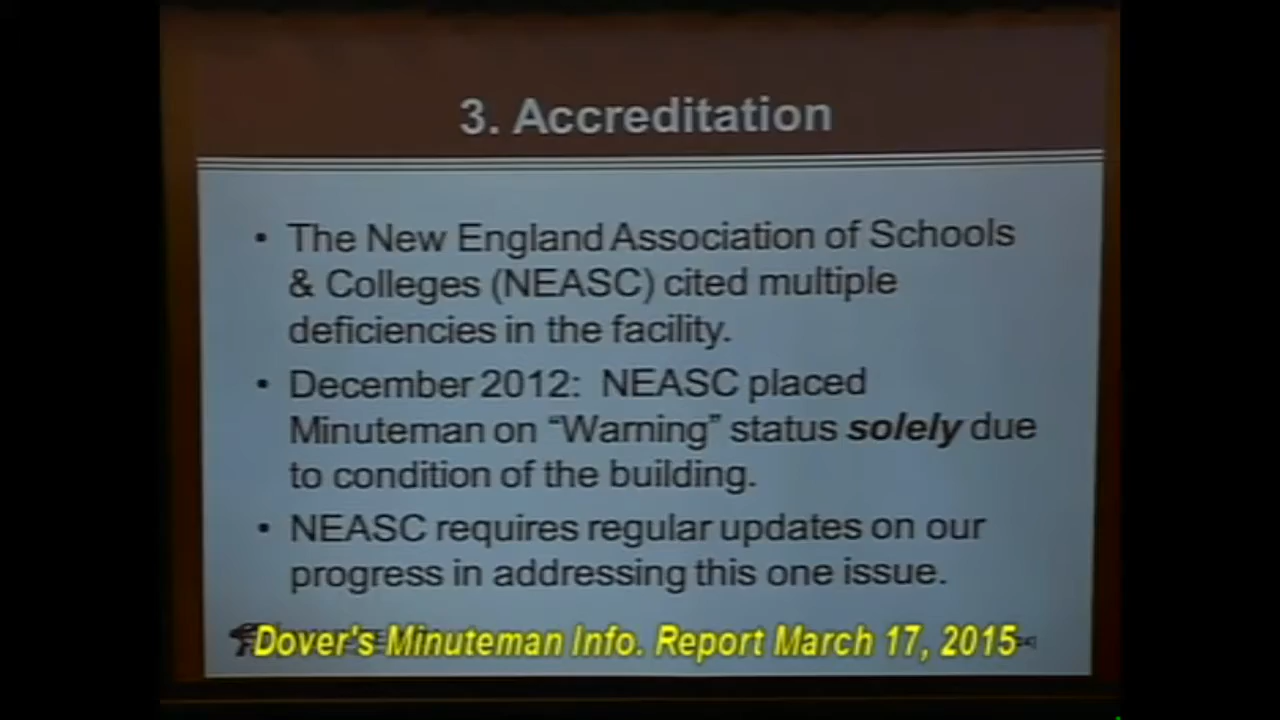 3. Accreditation
• The New England Association of Schools
& Colleges (NEASC) cited multiple
deficiencies in the facility.
• December 2012: NEASC placed
Minuteman on “Warning” status solely due
to condition of the building.
• NEASC requires regular updates on our
progress in addressing this one issue.
Dover's Minuteman Info. Report March 17, 2015